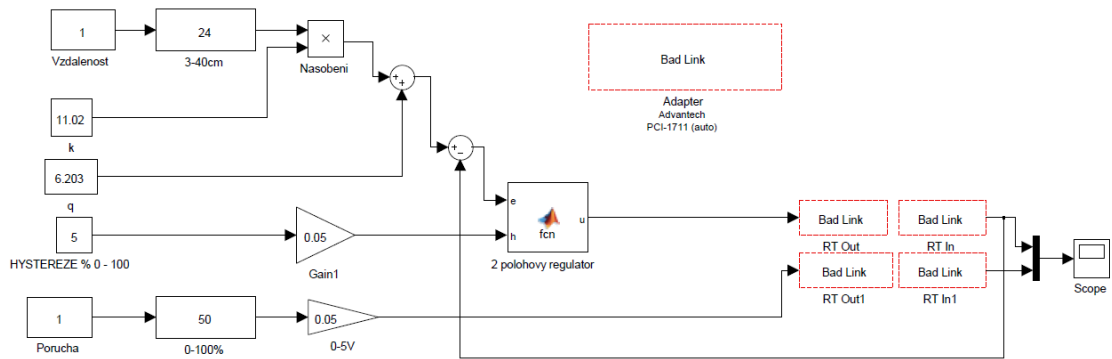 1
Vzdalenost
24
3-40cm
×
Nasobeni
11.02
k
6.203
q
5
HYSTEREZE % 0 - 100
0.05
Gain1
1
Porucha
50
0-100%
0.05
0-5V
+
+
+
−
e
h
u
fcn
2 polohovy regulator
Bad Link
Adapter
Advantech
PCI-1711 (auto)
Bad Link
RT Out
Bad Link
RT In
Bad Link
RT Out1
Bad Link
RT In1
Scope